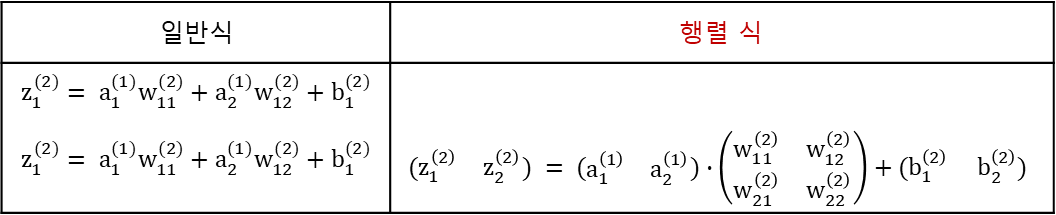 일반식 행렬 식
z₁⁽²⁾ = a₁⁽¹⁾w₁₁⁽²⁾ + a₂⁽¹⁾w₁₂⁽²⁾ + b₁⁽²⁾
z₁⁽²⁾ = a₁⁽¹⁾w₁₁⁽²⁾ + a₂⁽¹⁾w₁₂⁽²⁾ + b₁⁽²⁾
(z₁⁽²⁾ z₂⁽²⁾) = (a₁⁽¹⁾ a₂⁽¹⁾) · (w₁₁⁽²⁾ w₁₂⁽²⁾
w₂₁⁽²⁾ w₂₂⁽²⁾) + (b₁⁽²⁾ b₂⁽²⁾)